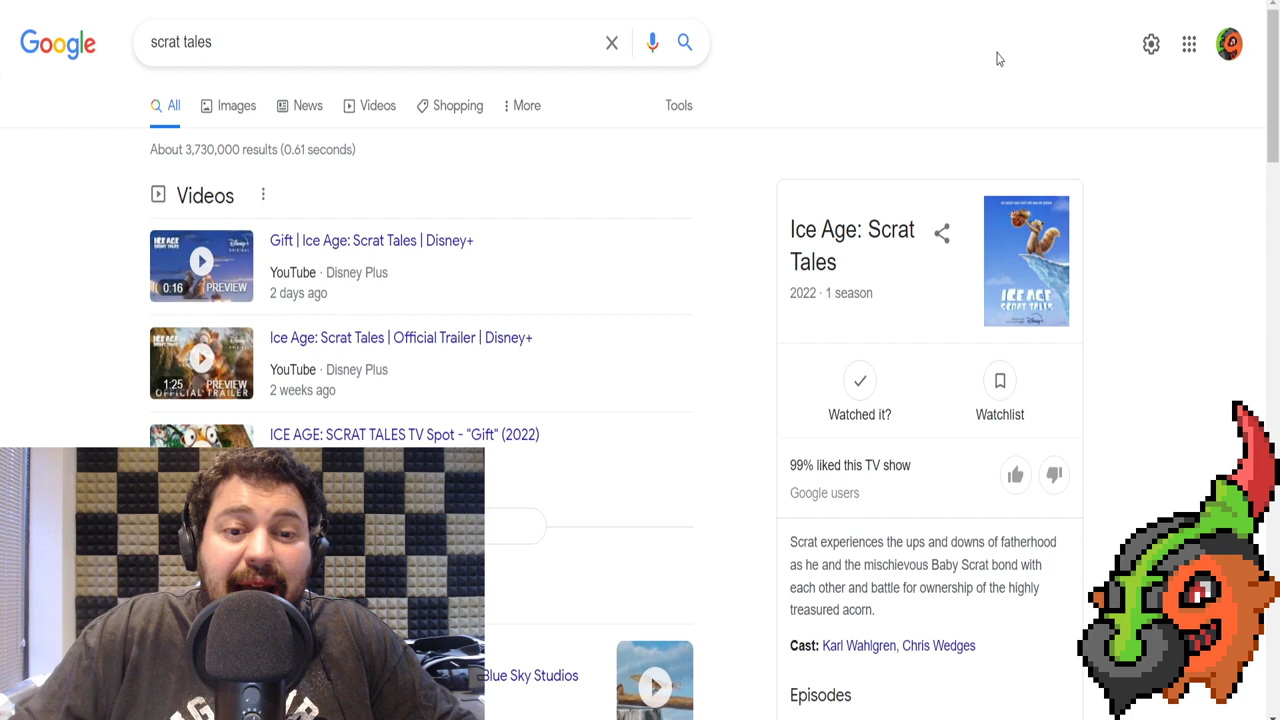 Google
scrat tales
All
Images
News
Videos
Shopping
More
Tools
About 3,730,000 results (0.61 seconds)
Videos
Gift | Ice Age: Scrat Tales | Disney+
YouTube · Disney Plus
2 days ago
0:16 PREVIEW
Ice Age: Scrat Tales | Official Trailer | Disney+
YouTube · Disney Plus
2 weeks ago
1:25 PREVIEW
OFFICIAL TRAILER
ICE AGE: SCRAT TALES TV Spot - "Gift" (2022)
Blue Sky Studios
Ice Age: Scrat
Tales
2022 · 1 season
ICE AGE
SCRAT TALES
Watched it?
Watchlist
99% liked this TV show
Google users
Scrat experiences the ups and downs of fatherhood
as he and the mischievous Baby Scrat bond with
each other and battle for ownership of the highly
treasured acorn.
Cast: Karl Wahlgren, Chris Wedges
Episodes